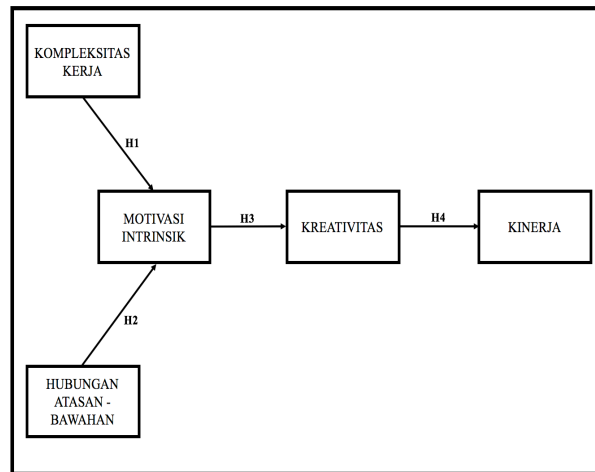 KOMPLEKSITAS
KERJA
H1
MOTIVASI
INTRINSIK
H3
KREATIVITAS
H4
KINERJA
H2
HUBUNGAN
ATASAN -
BAWAHAN